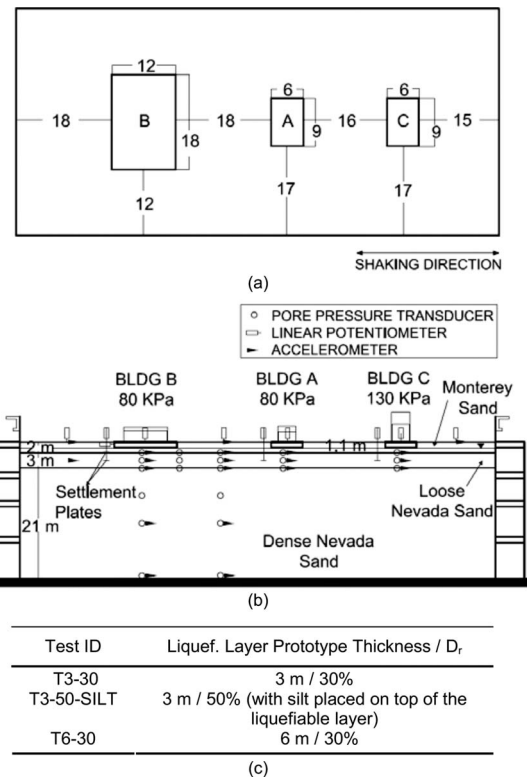 12
6
6
18
B
18
A
16
C
15
18
9
9
12
17
17
SHAKING DIRECTION
(a)
PORE PRESSURE TRANSDUCER
LINEAR POTENTIOMETER
ACCELEROMETER
BLDG B
80 KPa
BLDG A
80 KPa
BLDG C
130 KPa
Monterey
Sand
2 m
1.1 m
3 m
Settlement
Plates
Loose
Nevada Sand
21 m
Dense Nevada
Sand
(b)
Test ID Liquef. Layer Prototype Thickness / Dr
T3-30 3 m / 30%
T3-50-SILT 3 m / 50% (with silt placed on top of the
liquefiable layer)
T6-30 6 m / 30%
(c)